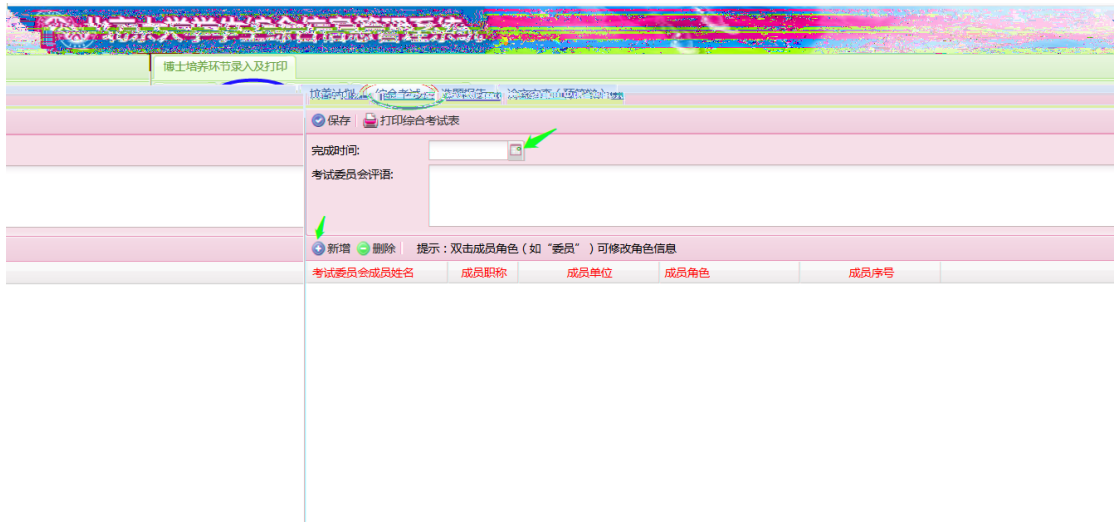 博士培养环节录入及打印
保存 打印综合考试表
完成时间:
考试委员会评语:
新增 删除 提示：双击成员角色（如“委员”）可修改角色信息
考试委员会成员姓名 成员职称 成员单位 成员角色 成员序号